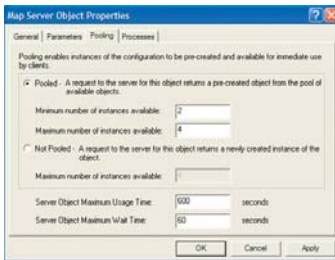 Map Server Object Properties
General Parameters Pooling Processes
Pooling enables instances of the configuration to be pre-created and available for immediate use
by clients.
Pooled - A request to the server for this object returns a pre-created object from the pool of
available objects.
Minimum number of instances available: 2
Maximum number of instances available: 4
Not Pooled - A request to the server for this object returns a newly created instance of the
object.
Maximum number of instances available:
Server Object Maximum Usage Time: 600 seconds
Server Object Maximum Wait Time: 60 seconds
OK Cancel Apply